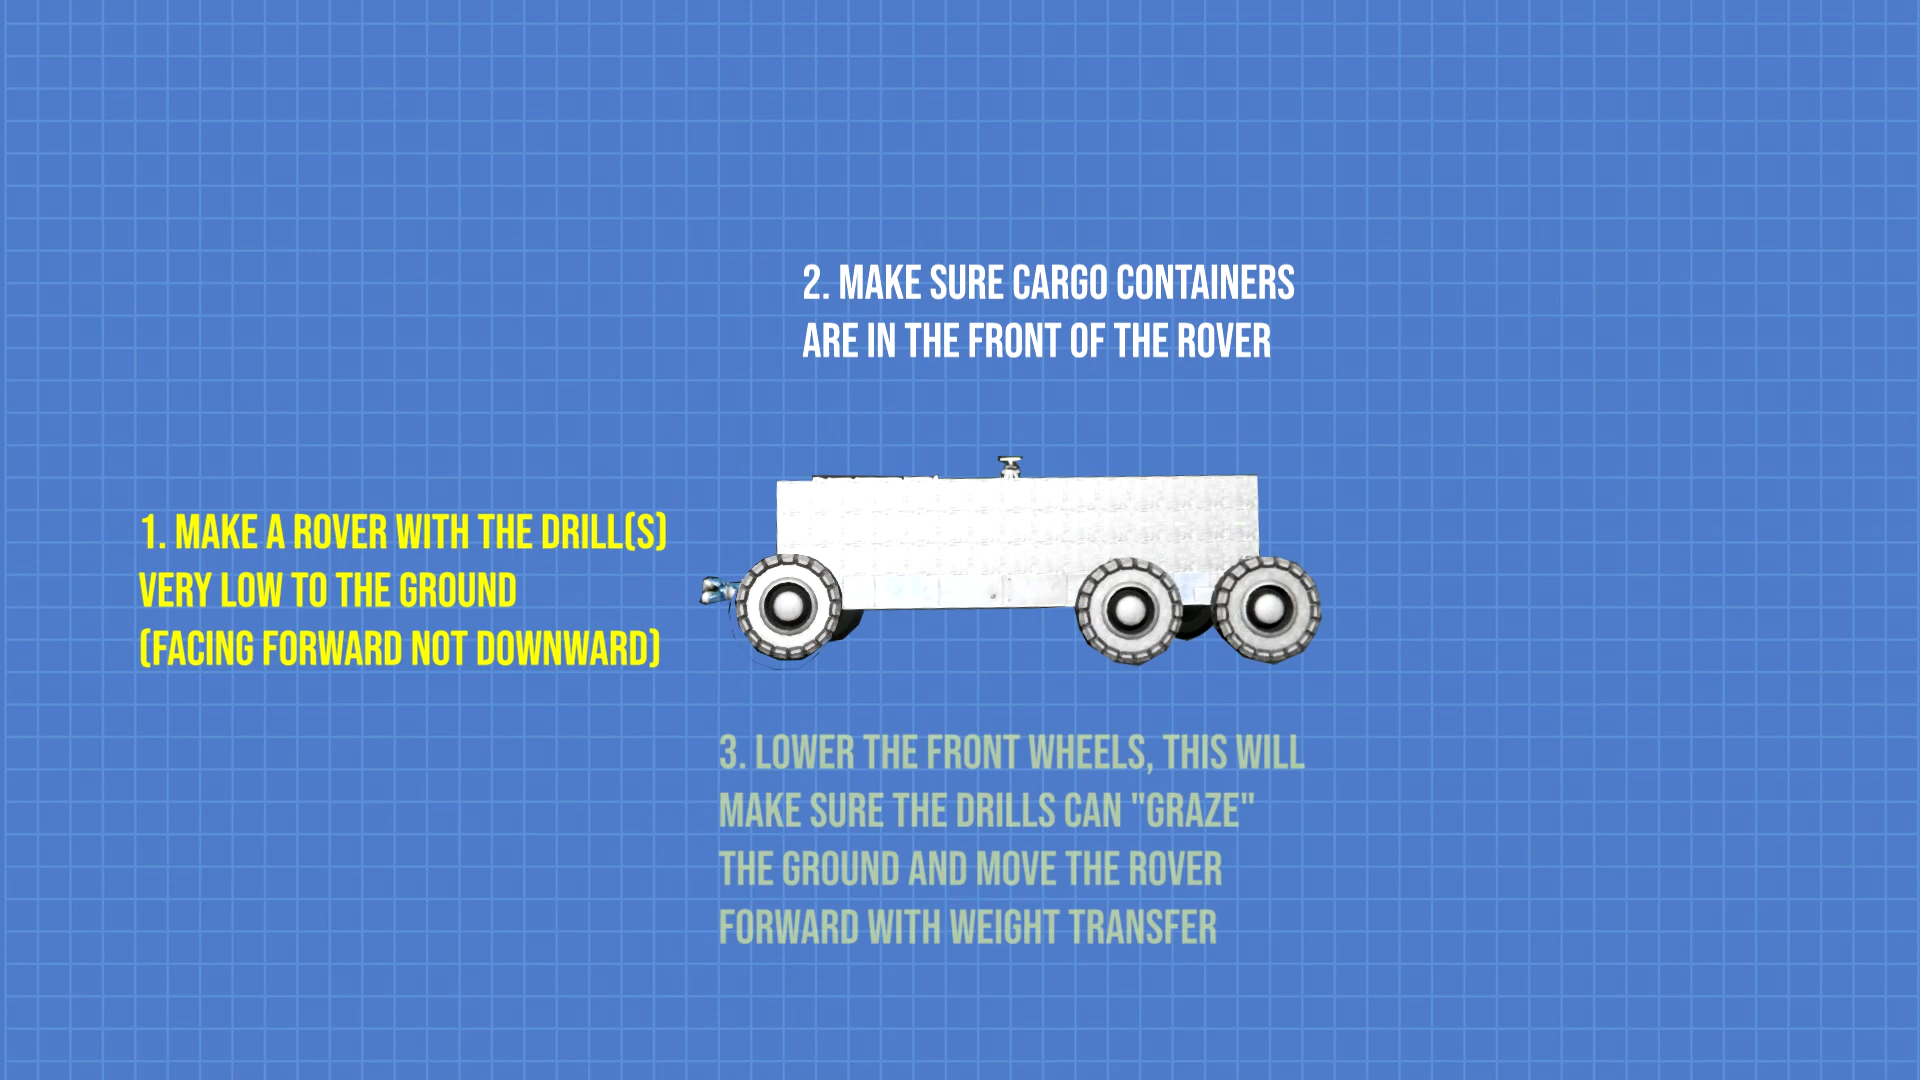 1. MAKE A ROVER WITH THE DRILL(S)
VERY LOW TO THE GROUND
(FACING FORWARD NOT DOWNWARD)
2. MAKE SURE CARGO CONTAINERS
ARE IN THE FRONT OF THE ROVER
3. LOWER THE FRONT WHEELS, THIS WILL
MAKE SURE THE DRILLS CAN "GRAZE"
THE GROUND AND MOVE THE ROVER
FORWARD WITH WEIGHT TRANSFER